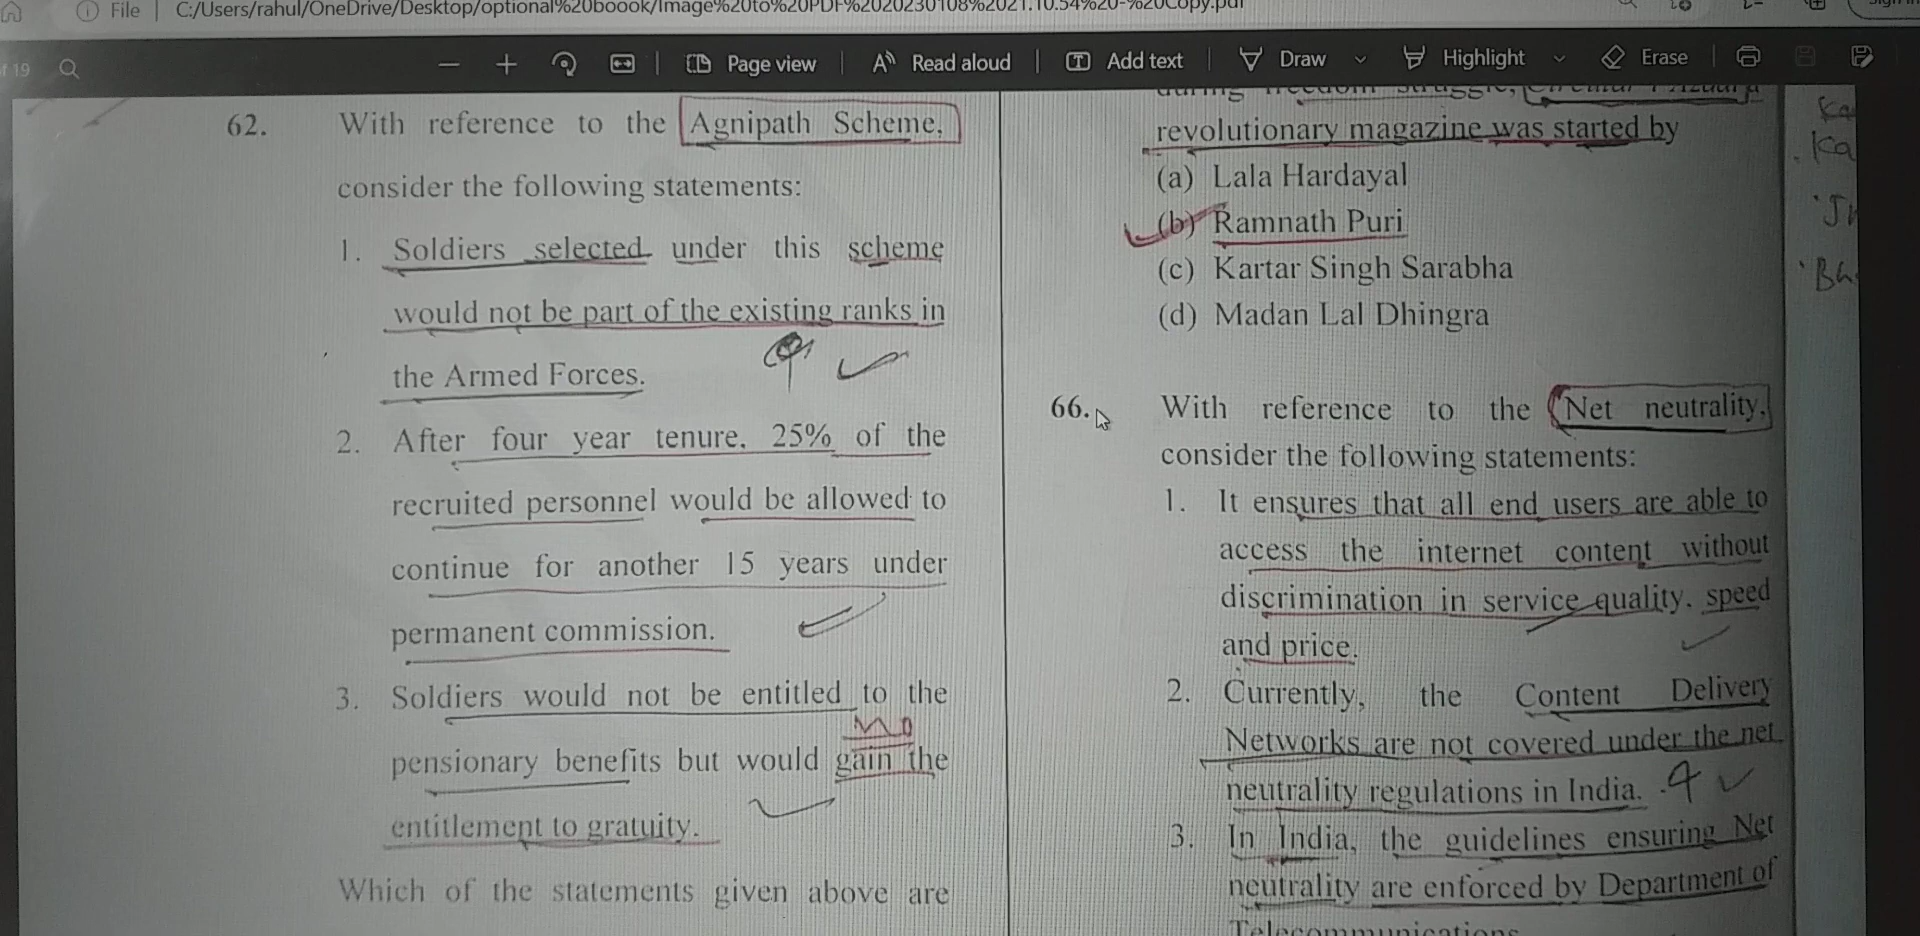 File
C:/Users/rahul/OneDrive/Desktop/optional%20boook/Image%20to%20PDF%2020230108%2021.10.54%20-%20Copy.pdf
Page view
Read aloud
Add text
Draw
Highlight
Erase
62. With reference to the Agnipath Scheme,
consider the following statements:
1. Soldiers selected under this scheme
would not be part of the existing ranks in
the Armed Forces.
2. After four year tenure, 25% of the
recruited personnel would be allowed to
continue for another 15 years under
permanent commission.
3. Soldiers would not be entitled to the
no
pensionary benefits but would gain the
entitlement to gratuity.
Which of the statements given above are
during freedom struggle,
revolutionary magazine was started by
(a) Lala Hardayal
(b) Ramnath Puri
(c) Kartar Singh Sarabha
(d) Madan Lal Dhingra
66. With reference to the Net neutrality,
consider the following statements:
1. It ensures that all end users are able to
access the internet content without
discrimination in service quality, speed
and price.
2. Currently, the Content Delivery
Networks are not covered under the net
neutrality regulations in India.
3. In India, the guidelines ensuring Net
neutrality are enforced by Department of
Telecommunications
Ka